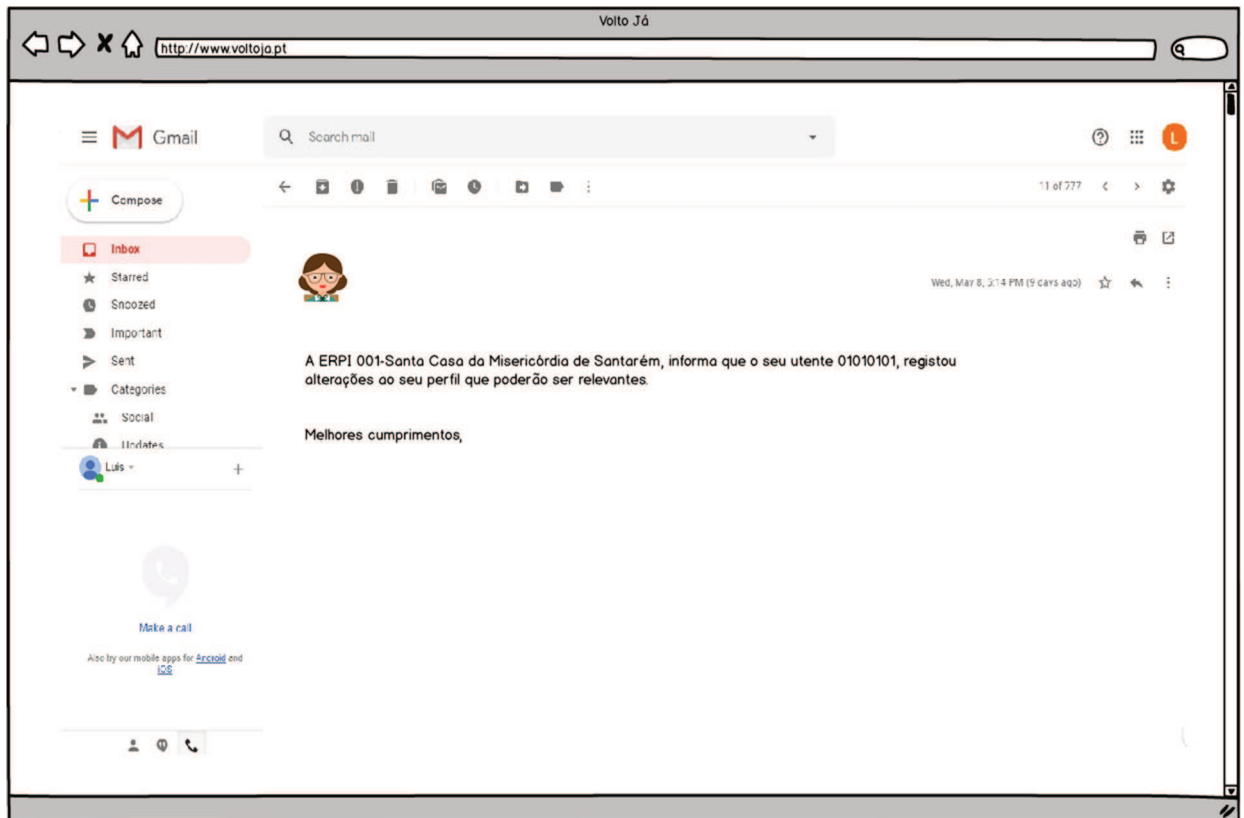 Volto Já
http://www.voltoja.pt
Gmail
Search mail
Compose
11 of 777
Inbox
Starred
Wed, May 8, 5:14 PM (9 days ago)
Snoozed
Important
Sent
A ERPI 001-Santa Casa da Misericórdia de Santarém, informa que o seu utente 01010101, registou
alterações ao seu perfil que poderão ser relevantes.
Categories
Social
Updates
Melhores cumprimentos,
Luis
Make a call
Also try our mobile apps for Android and
iOS
L